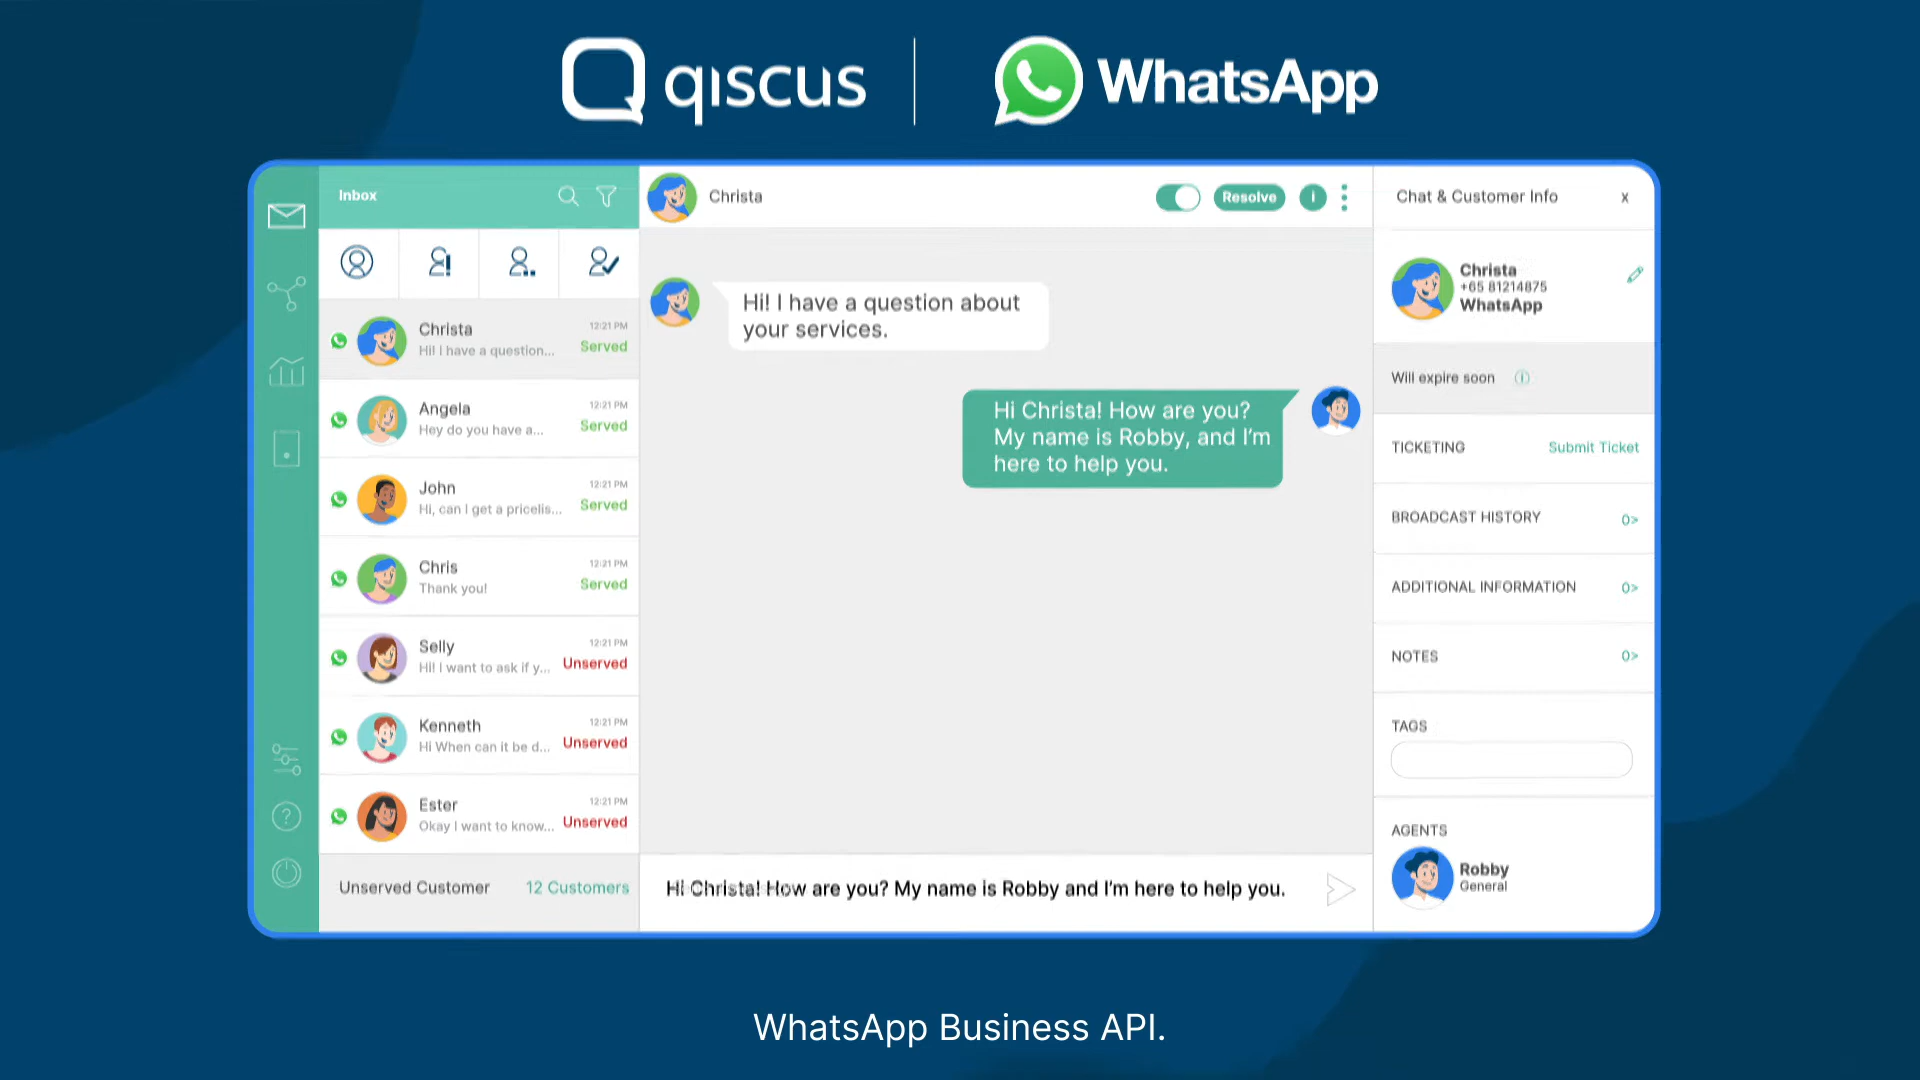 qiscus
WhatsApp
Inbox
Christa
12:21 PM
Hi! I have a question...
Served
Angela
12:21 PM
Hey do you have a...
Served
John
12:21 PM
Hi, can I get a pricelis...
Served
Chris
12:21 PM
Thank you!
Served
Selly
12:21 PM
Hi! I want to ask if y...
Unserved
Kenneth
12:21 PM
Hi When can it be d...
Unserved
Ester
12:21 PM
Okay I want to know...
Unserved
Unserved Customer
12 Customers
Christa
Resolve
Hi! I have a question about
your services.
Hi Christa! How are you?
My name is Robby, and I'm
here to help you.
Hi Christa! How are you? My name is Robby and I'm here to help you.
Chat & Customer Info
x
Christa
+65 81214875
WhatsApp
Will expire soon
TICKETING
Submit Ticket
BROADCAST HISTORY
0>
ADDITIONAL INFORMATION
0>
NOTES
0>
TAGS
AGENTS
Robby
General
WhatsApp Business API.